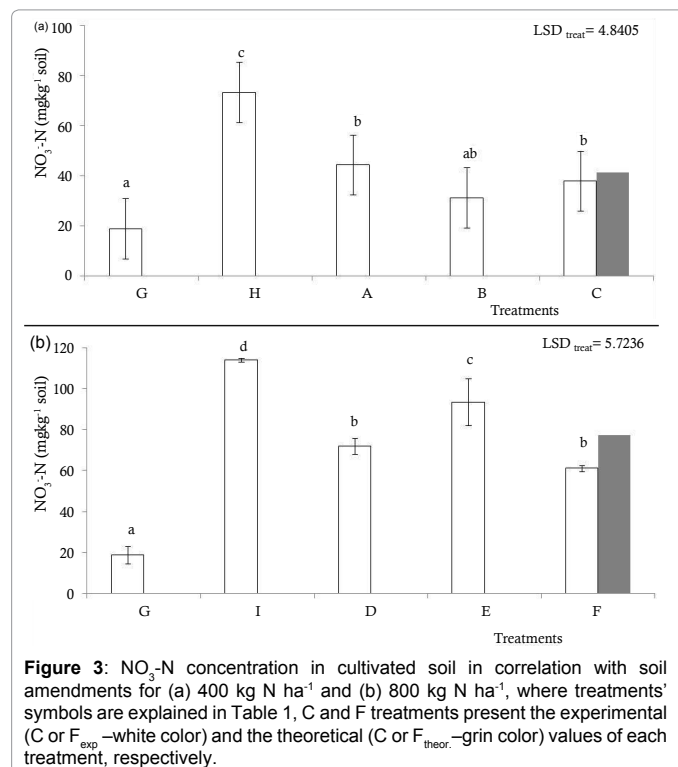 (a)
LSD treat = 4.8405
NO₃⁻-N (mgkg⁻¹ soil)
100
80
60
40
20
0
a
c
b
ab
b
G H A B C
Treatments
(b)
LSD treat = 5.7236
NO₃⁻-N (mgkg⁻¹ soil)
120
100
80
60
40
20
0
a
d
b
c
b
G I D E F
Treatments
Figure 3: NO₃-N concentration in cultivated soil in correlation with soil
amendments for (a) 400 kg N ha⁻¹ and (b) 800 kg N ha⁻¹, where treatments’
symbols are explained in Table 1, C and F treatments present the experimental
(C or F exp –white color) and the theoretical (C or F theor.–grin color) values of each
treatment, respectively.